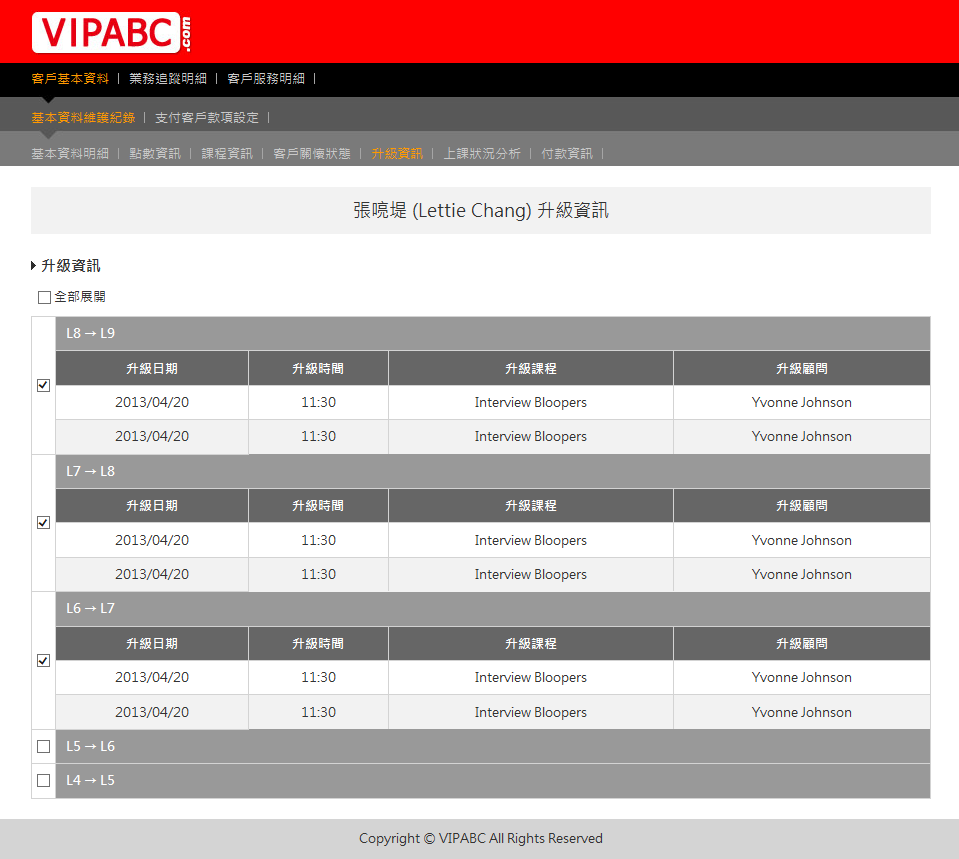 VIPABC.com
客戶基本資料 | 業務追蹤明細 | 客戶服務明細 |
基本資料維護紀錄 | 支付客戶款項設定 |
基本資料明細 | 點數資訊 | 課程資訊 | 客戶關懷狀態 | 升級資訊 | 上課狀況分析 | 付款資訊 |
張喨堤 (Lettie Chang) 升級資訊
升級資訊
全部展開
L8 → L9
升級日期 升級時間 升級課程 升級顧問
2013/04/20 11:30 Interview Bloopers Yvonne Johnson
2013/04/20 11:30 Interview Bloopers Yvonne Johnson
L7 → L8
升級日期 升級時間 升級課程 升級顧問
2013/04/20 11:30 Interview Bloopers Yvonne Johnson
2013/04/20 11:30 Interview Bloopers Yvonne Johnson
L6 → L7
升級日期 升級時間 升級課程 升級顧問
2013/04/20 11:30 Interview Bloopers Yvonne Johnson
2013/04/20 11:30 Interview Bloopers Yvonne Johnson
L5 → L6
L4 → L5
Copyright © VIPABC All Rights Reserved